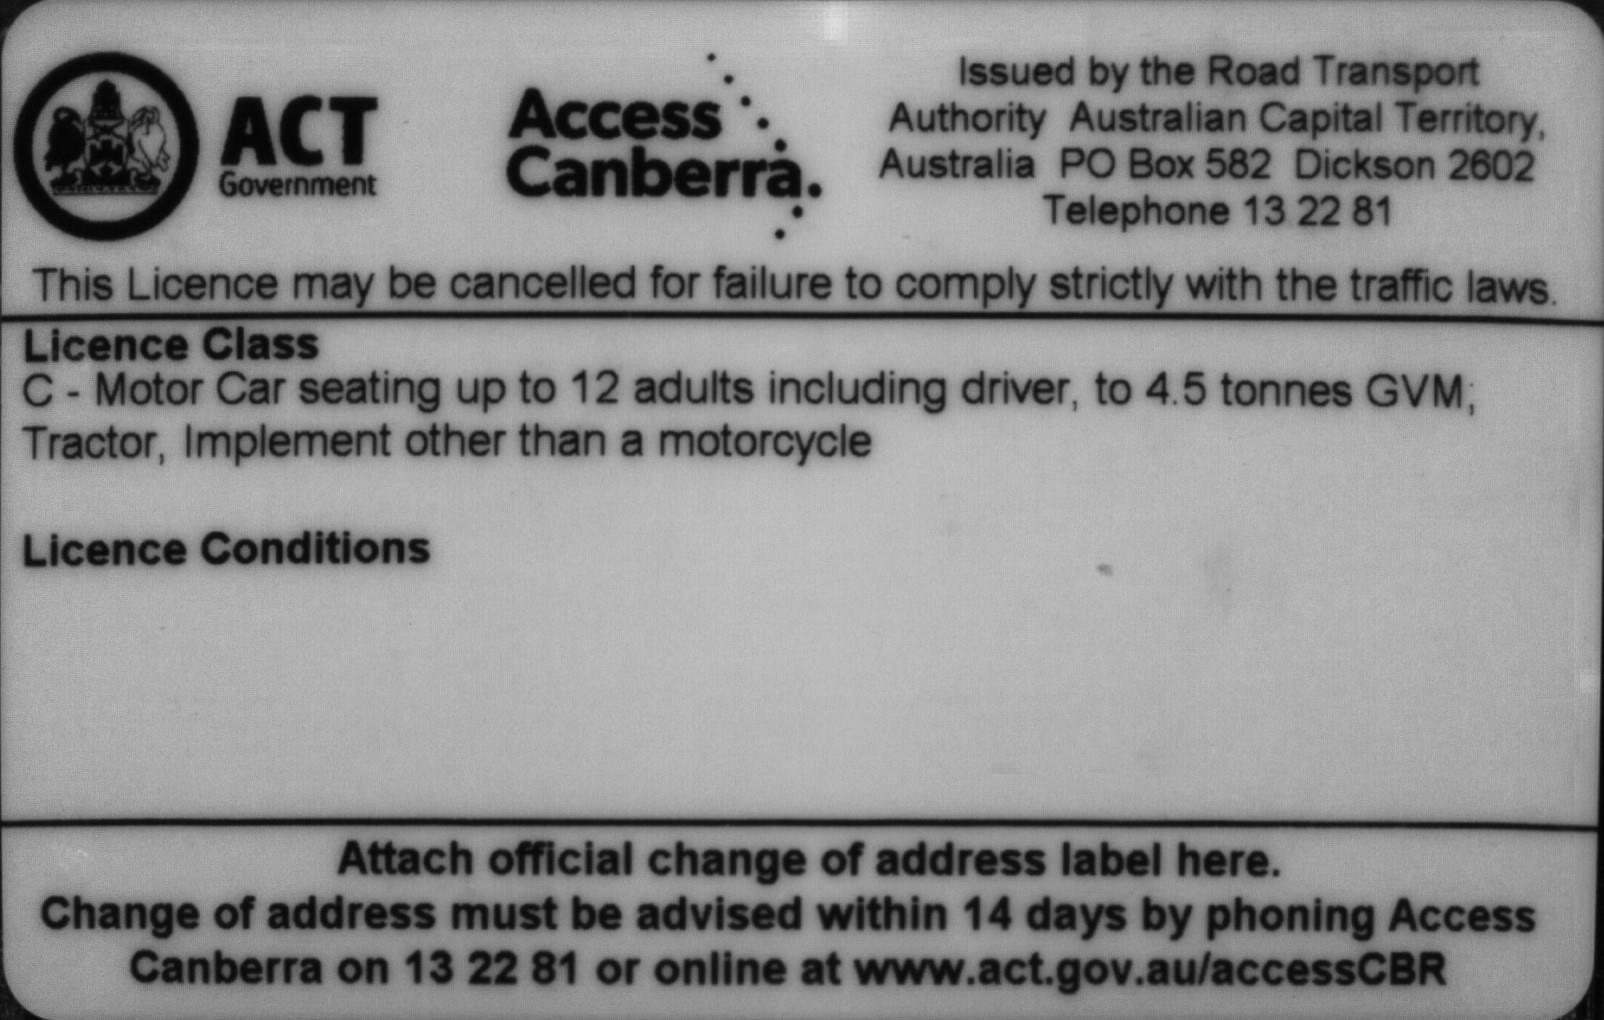 ACT
Government
Access
Canberra.
Issued by the Road Transport
Authority Australian Capital Territory,
Australia PO Box 582 Dickson 2602
Telephone 13 22 81
This Licence may be cancelled for failure to comply strictly with the traffic laws.
Licence Class
C - Motor Car seating up to 12 adults including driver, to 4.5 tonnes GVM;
Tractor, Implement other than a motorcycle
Licence Conditions
Attach official change of address label here.
Change of address must be advised within 14 days by phoning Access
Canberra on 13 22 81 or online at www.act.gov.au/accessCBR